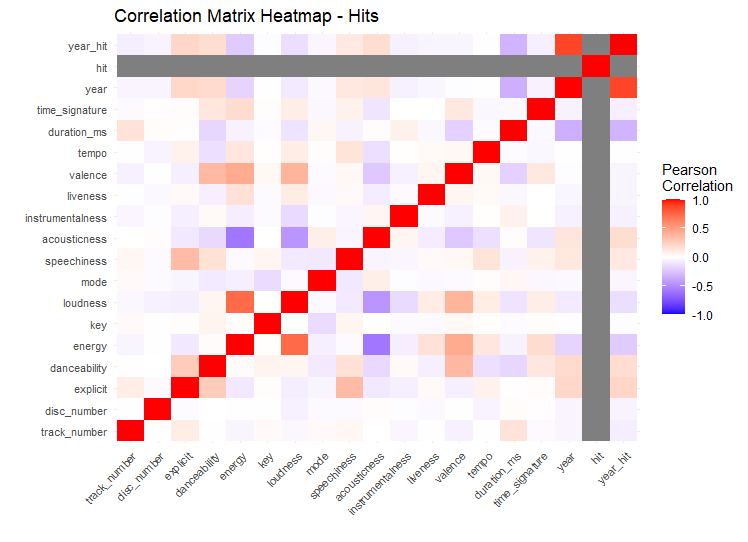 Correlation Matrix Heatmap - Hits
year_hit
hit
year
time_signature
duration_ms
tempo
valence
liveness
instrumentalness
acousticness
speechiness
mode
loudness
key
energy
danceability
explicit
disc_number
track_number
track_number
disc_number
explicit
danceability
energy
key
loudness
mode
speechiness
acousticness
instrumentalness
liveness
valence
tempo
duration_ms
time_signature
year
hit
year_hit
Pearson
Correlation
1.0
0.5
0.0
-0.5
-1.0